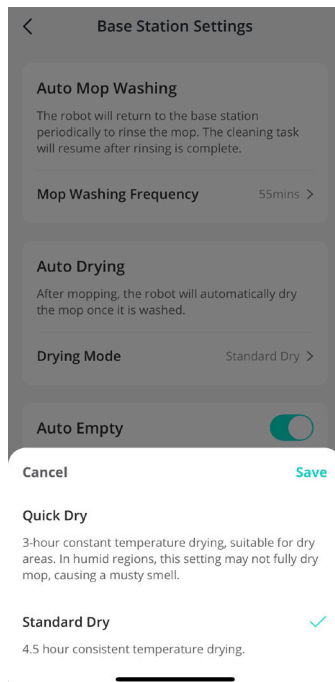 Base Station Settings
Auto Mop Washing
The robot will return to the base station
periodically to rinse the mop. The cleaning task
will resume after rinsing is complete.
Mop Washing Frequency 55mins
Auto Drying
After mopping, the robot will automatically dry
the mop once it is washed.
Drying Mode Standard Dry
Auto Empty
Cancel Save
Quick Dry
3-hour constant temperature drying, suitable for dry
areas. In humid regions, this setting may not fully dry
mop, causing a musty smell.
Standard Dry
4.5 hour consistent temperature drying.